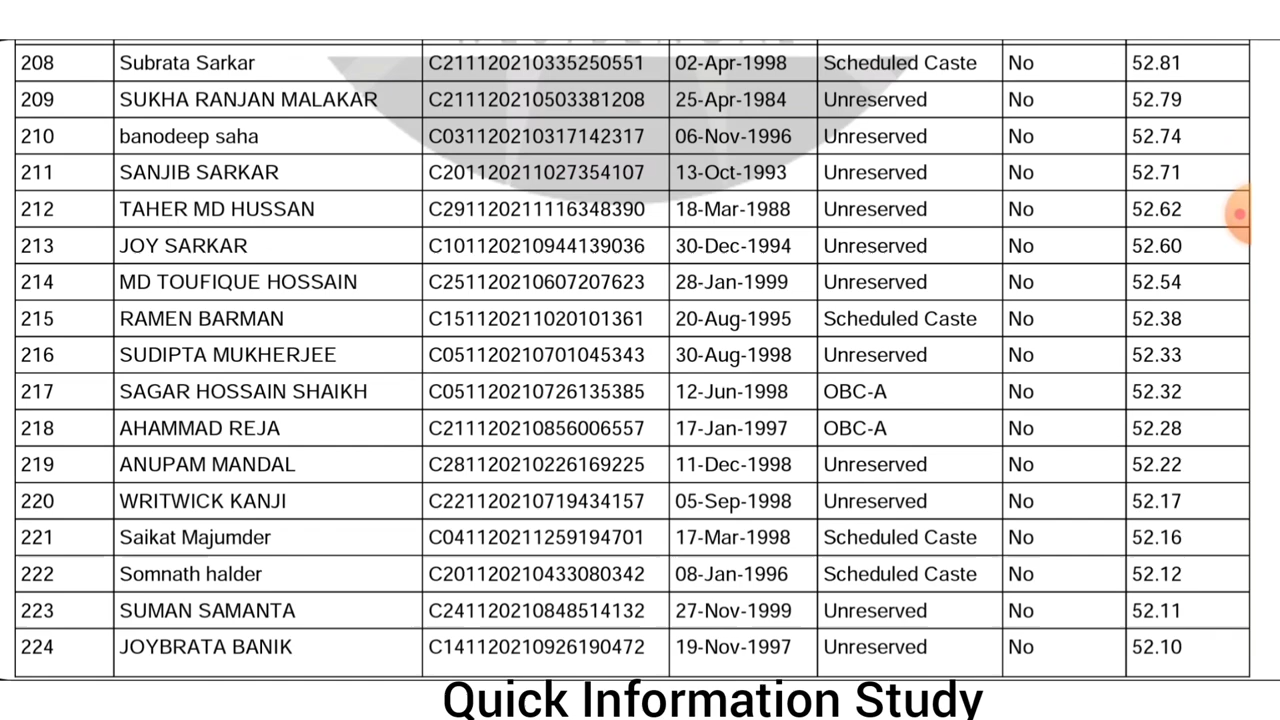 208 Subrata Sarkar C211120210335250551 02-Apr-1998 Scheduled Caste No 52.81
209 SUKHA RANJAN MALAKAR C211120210503381208 25-Apr-1984 Unreserved No 52.79
210 banodeep saha C031120210317142317 06-Nov-1996 Unreserved No 52.74
211 SANJIB SARKAR C201120211027354107 13-Oct-1993 Unreserved No 52.71
212 TAHER MD HUSSAN C291120211116348390 18-Mar-1988 Unreserved No 52.62
213 JOY SARKAR C101120210944139036 30-Dec-1994 Unreserved No 52.60
214 MD TOUFIQUE HOSSAIN C251120210607207623 28-Jan-1999 Unreserved No 52.54
215 RAMEN BARMAN C151120211020101361 20-Aug-1995 Scheduled Caste No 52.38
216 SUDIPTA MUKHERJEE C051120210701045343 30-Aug-1998 Unreserved No 52.33
217 SAGAR HOSSAIN SHAIKH C051120210726135385 12-Jun-1998 OBC-A No 52.32
218 AHAMMAD REJA C211120210856006557 17-Jan-1997 OBC-A No 52.28
219 ANUPAM MANDAL C281120210226169225 11-Dec-1998 Unreserved No 52.22
220 WRITWICK KANJI C221120210719434157 05-Sep-1998 Unreserved No 52.17
221 Saikat Majumder C041120211259194701 17-Mar-1998 Scheduled Caste No 52.16
222 Somnath halder C201120210433080342 08-Jan-1996 Scheduled Caste No 52.12
223 SUMAN SAMANTA C241120210848514132 27-Nov-1999 Unreserved No 52.11
224 JOYBRATA BANIK C141120210926190472 19-Nov-1997 Unreserved No 52.10
Quick Information Study